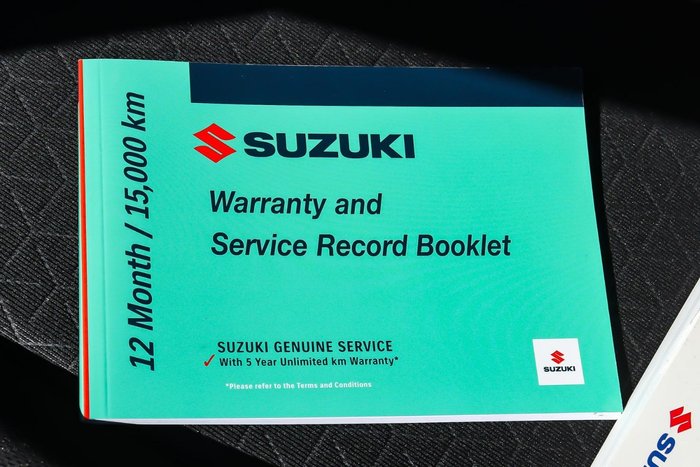 12 Month / 15,000 km
SUZUKI
Warranty and
Service Record Booklet
SUZUKI GENUINE SERVICE
With 5 Year Unlimited km Warranty*
*Please refer to the Terms and Conditions
SUZUKI